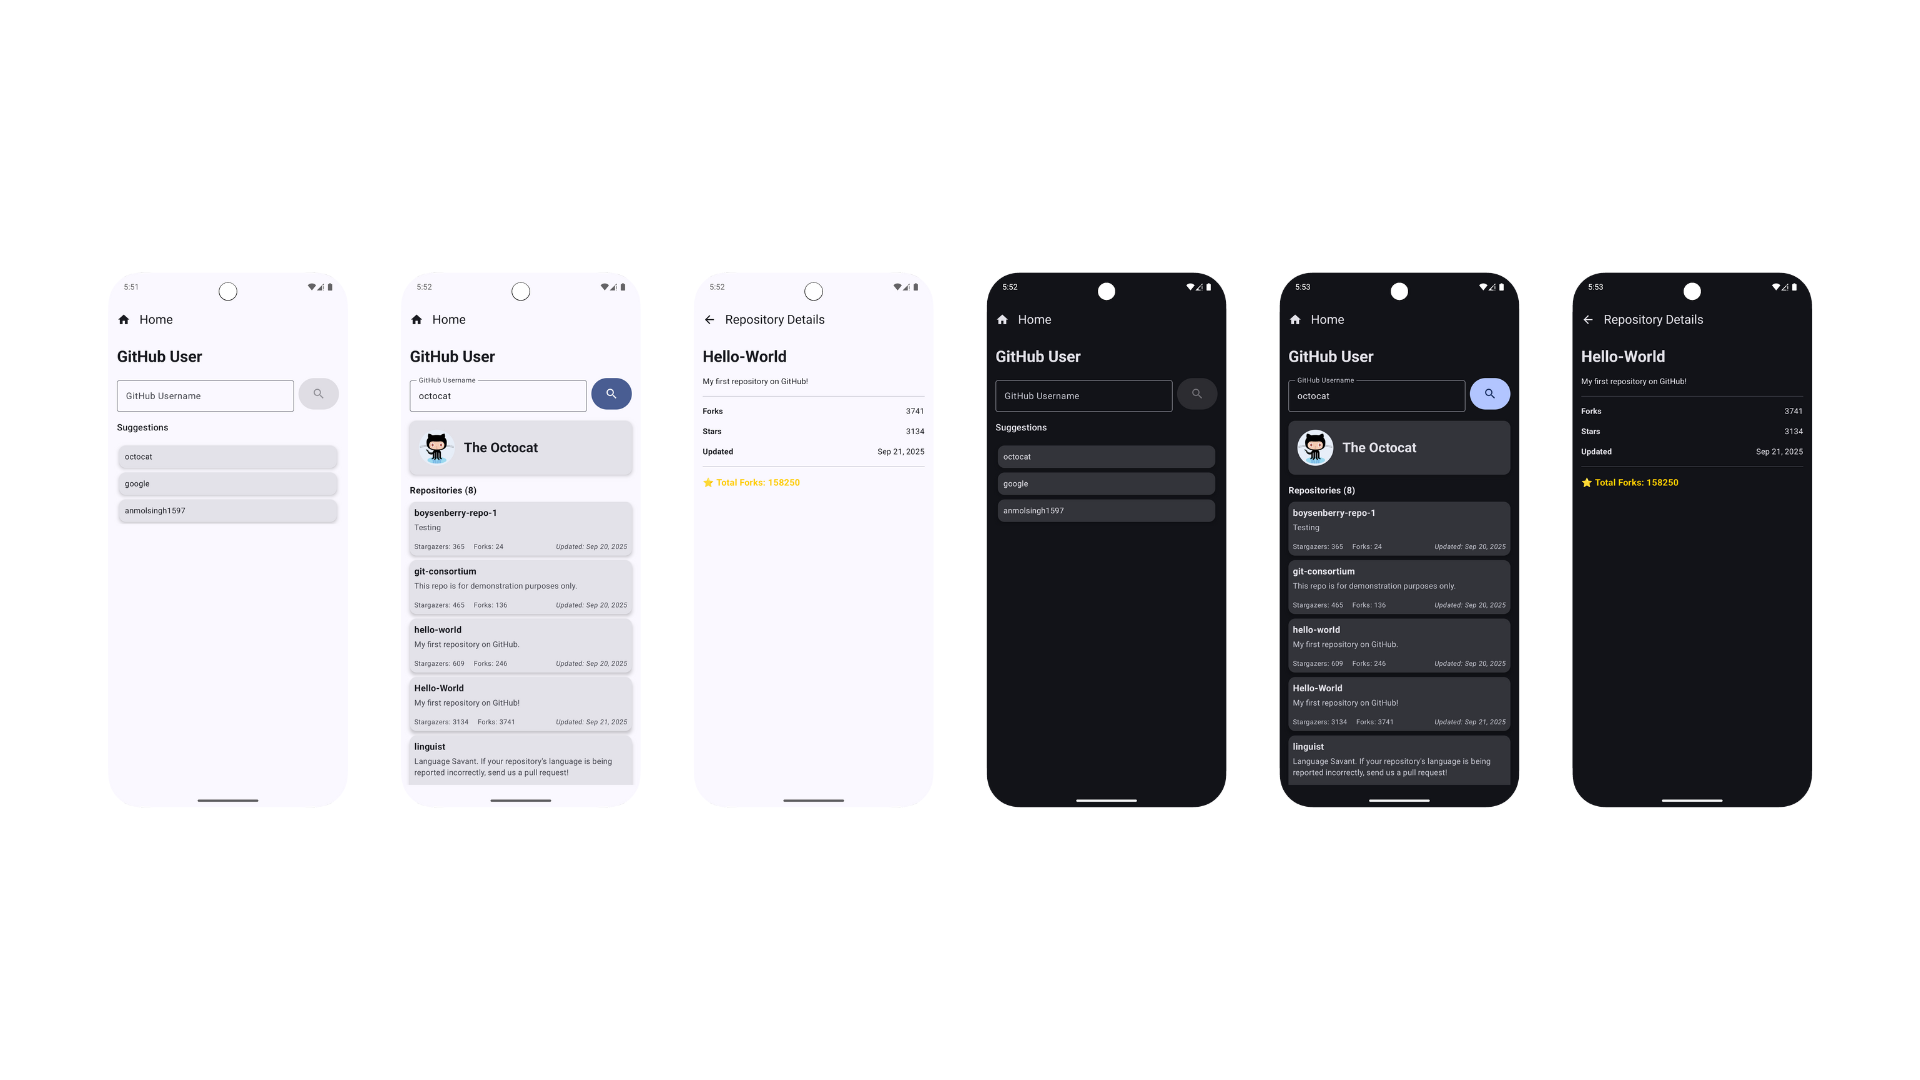 5:51
Home
GitHub User
GitHub Username
Suggestions
octocat
google
anmolsingh1597
5:52
Home
GitHub User
GitHub Username
octocat
The Octocat
Repositories (8)
boysenberry-repo-1
Testing
Stargazers: 365 Forks: 24 Updated: Sep 20, 2025
git-consortium
This repo is for demonstration purposes only.
Stargazers: 465 Forks: 136 Updated: Sep 20, 2025
hello-world
My first repository on GitHub.
Stargazers: 609 Forks: 246 Updated: Sep 20, 2025
Hello-World
My first repository on GitHub!
Stargazers: 3134 Forks: 3741 Updated: Sep 21, 2025
linguist
Language Savant. If your repository's language is being
reported incorrectly, send us a pull request!
5:52
Repository Details
Hello-World
My first repository on GitHub!
Forks 3741
Stars 3134
Updated Sep 21, 2025
Total Forks: 158250
5:52
Home
GitHub User
GitHub Username
Suggestions
octocat
google
anmolsingh1597
5:53
Home
GitHub User
GitHub Username
octocat
The Octocat
Repositories (8)
boysenberry-repo-1
Testing
Stargazers: 365 Forks: 24 Updated: Sep 20, 2025
git-consortium
This repo is for demonstration purposes only.
Stargazers: 465 Forks: 136 Updated: Sep 20, 2025
hello-world
My first repository on GitHub.
Stargazers: 609 Forks: 246 Updated: Sep 20, 2025
Hello-World
My first repository on GitHub!
Stargazers: 3134 Forks: 3741 Updated: Sep 21, 2025
linguist
Language Savant. If your repository's language is being
reported incorrectly, send us a pull request!
5:53
Repository Details
Hello-World
My first repository on GitHub!
Forks 3741
Stars 3134
Updated Sep 21, 2025
Total Forks: 158250